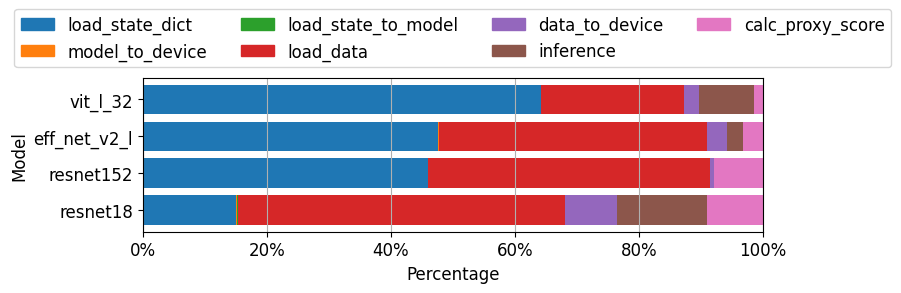 load_state_dict load_state_to_model data_to_device calc_proxy_score
model_to_device load_data inference
vit_l_32
eff_net_v2_l
resnet152
resnet18
Model
0% 20% 40% 60% 80% 100%
Percentage